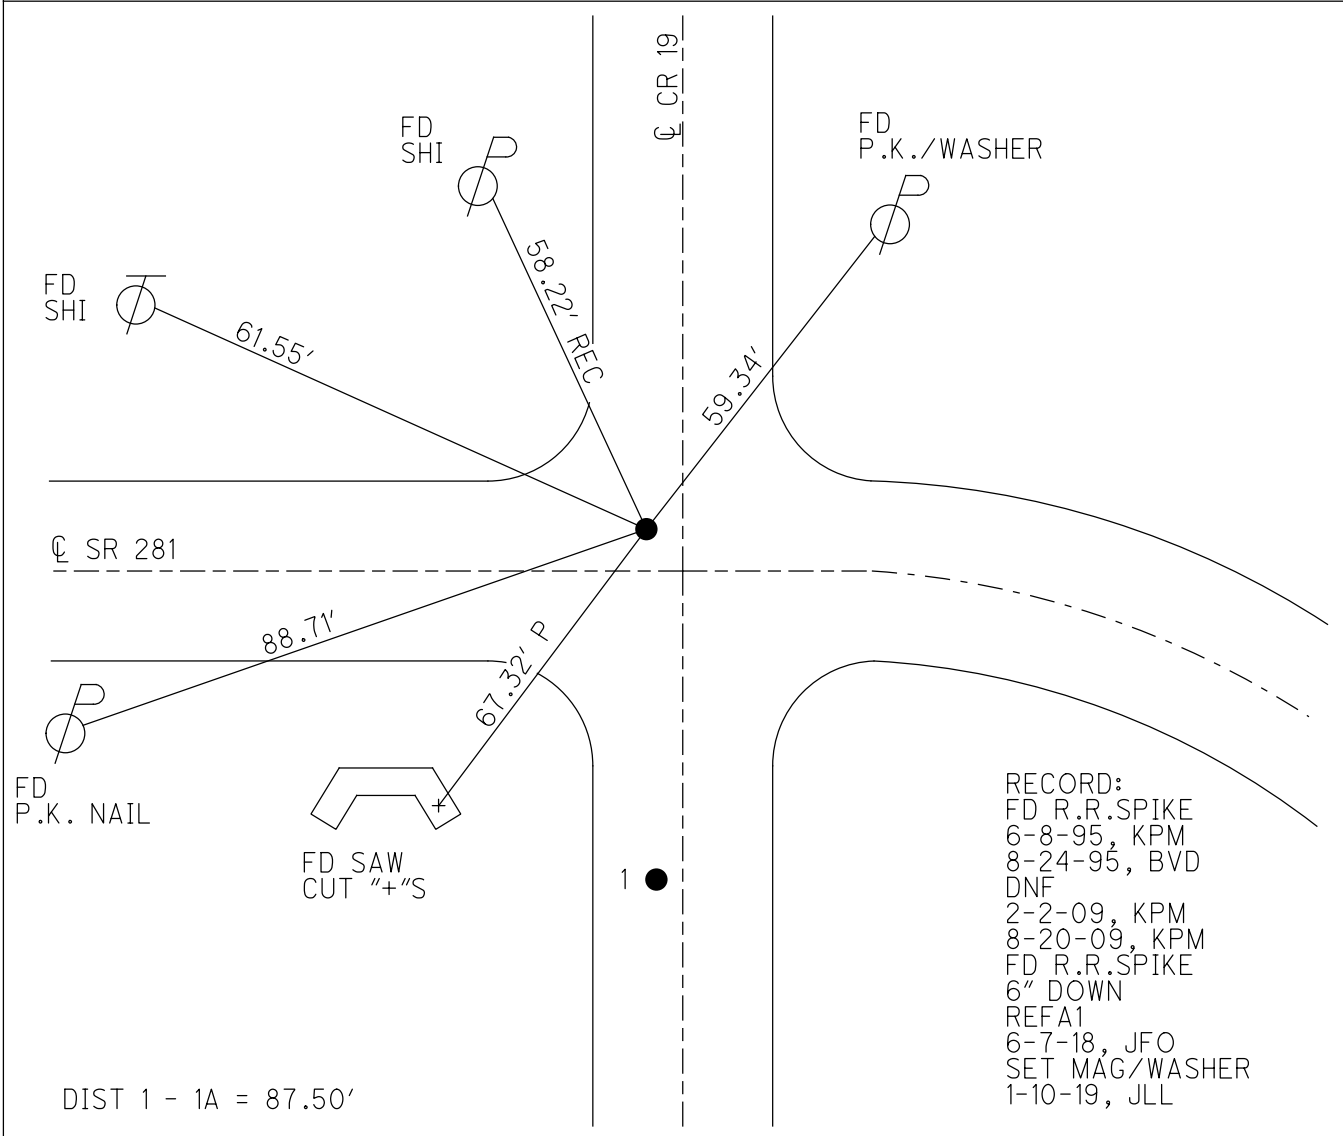 ℄ CR 19
FD
SHI
FD
P.K./WASHER
FD
SHI
58.22' REC
61.55'
59.34'
℄ SR 281
88.71'
67.32' P
FD
P.K. NAIL
FD SAW
CUT "+"S
1
RECORD:
FD R.R.SPIKE
6-8-95, KPM
8-24-95, BVD
DNF
2-2-09, KPM
8-20-09, KPM
FD R.R.SPIKE
6" DOWN
REFA1
6-7-18, JFO
SET MAG/WASHER
1-10-19, JLL
DIST 1 - 1A = 87.50'